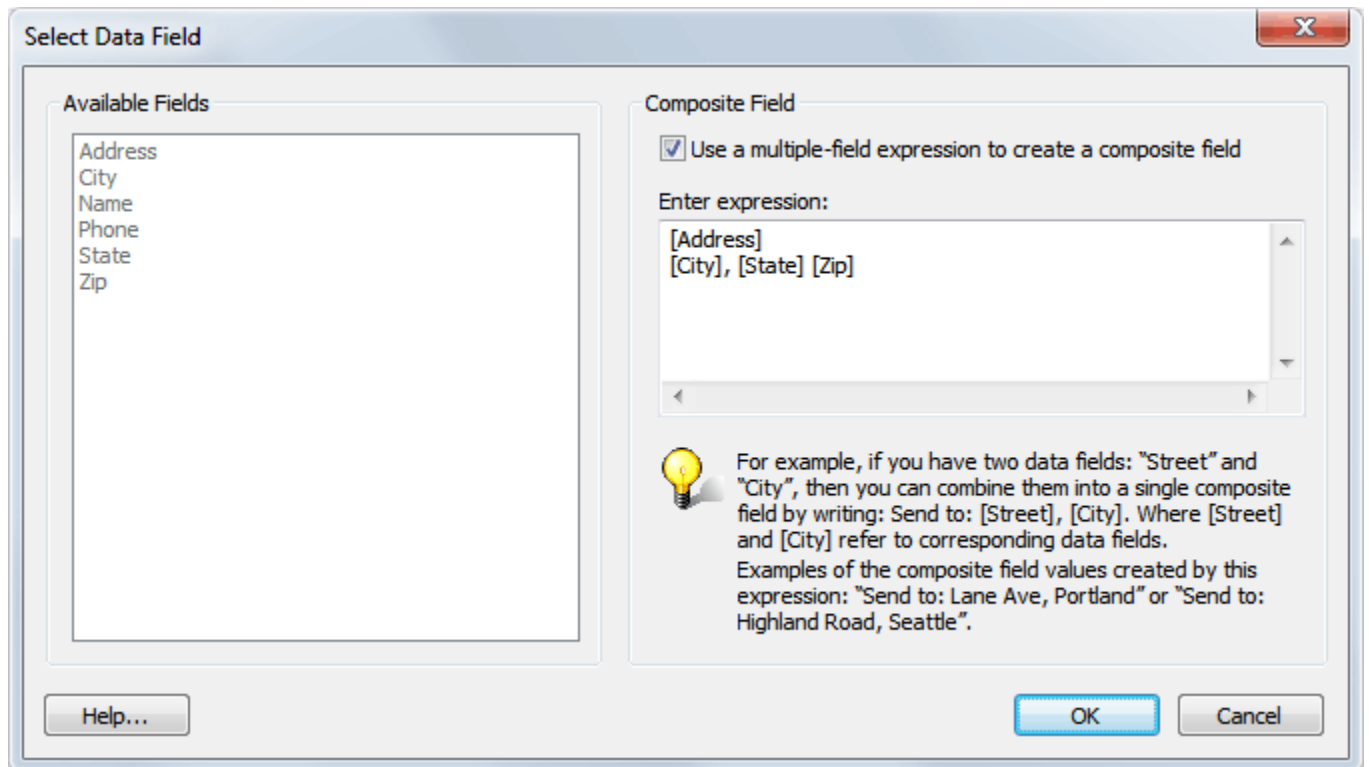 Select Data Field
Available Fields
Address
City
Name
Phone
State
Zip
Composite Field
Use a multiple-field expression to create a composite field
Enter expression:
[Address]
[City], [State] [Zip]
For example, if you have two data fields: “Street” and
“City”, then you can combine them into a single composite
field by writing: Send to: [Street], [City]. Where [Street]
and [City] refer to corresponding data fields.
Examples of the composite field values created by this
expression: “Send to: Lane Ave, Portland” or “Send to:
Highland Road, Seattle”.
Help...
OK
Cancel